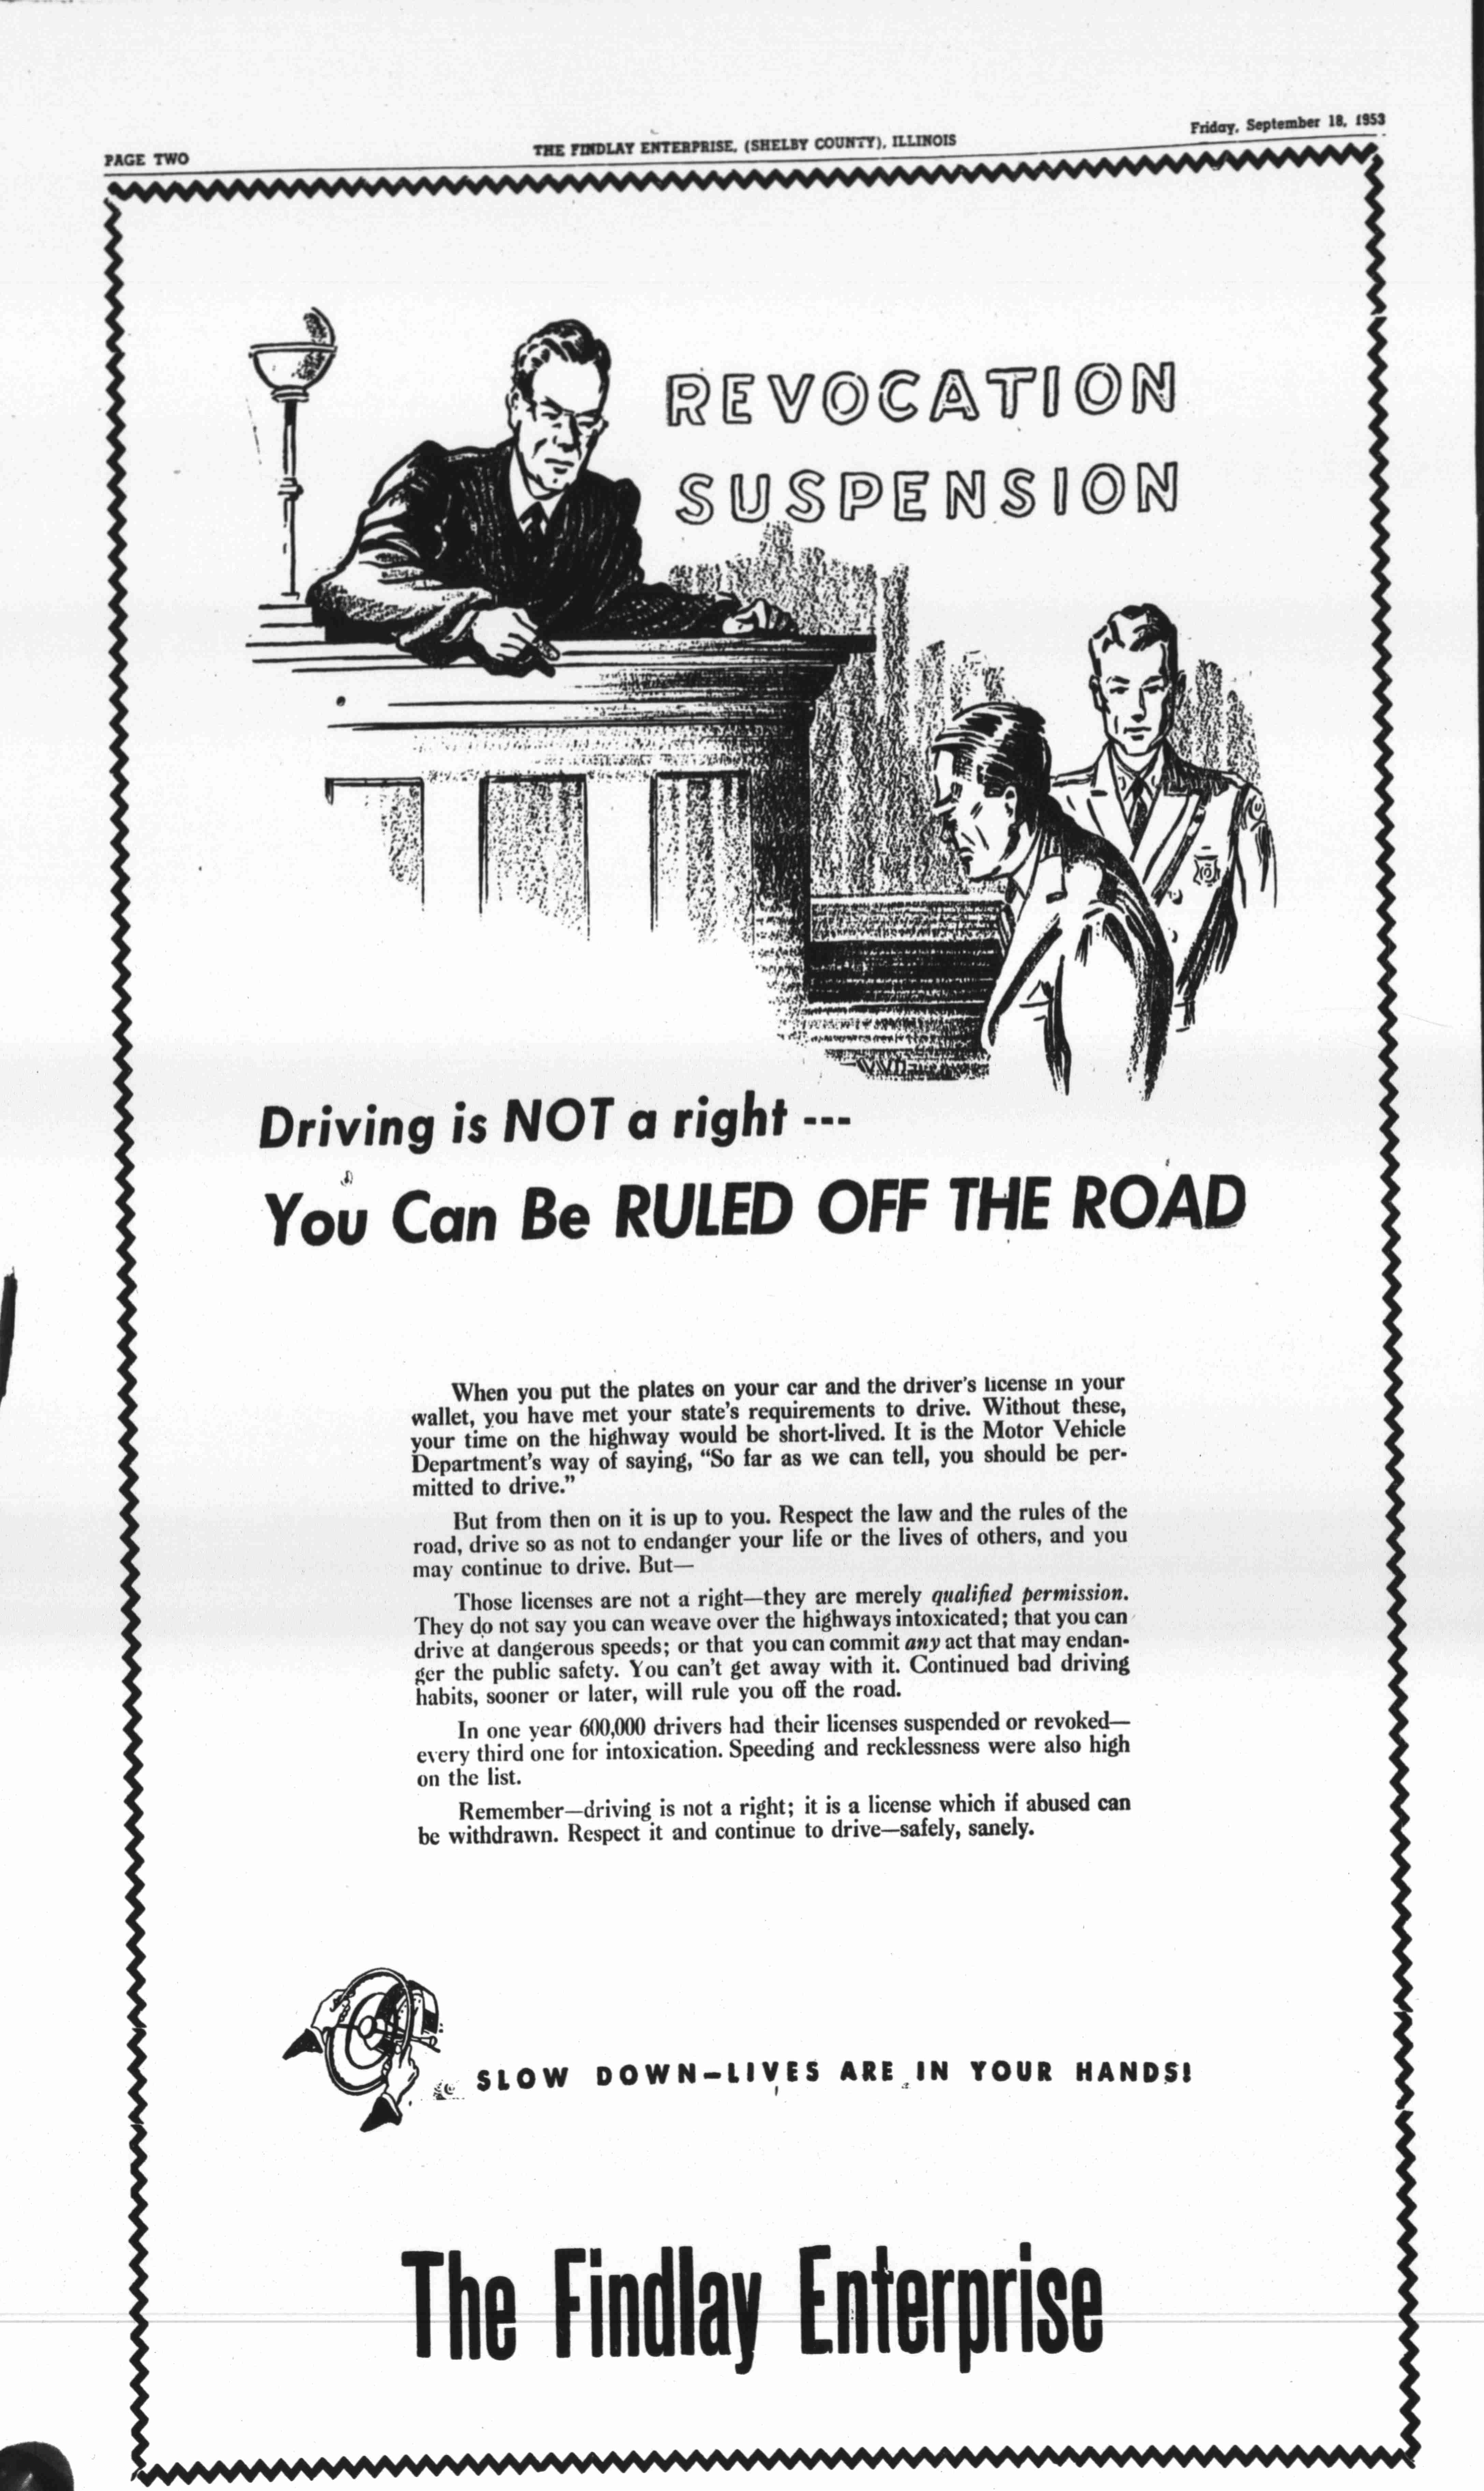 PAGE TWO
THE FINDLAY ENTERPRISE, (SHELBY COUNTY), ILLINOIS
Friday, September 18, 1953
REVOCATION
SUSPENSION
Driving is NOT a right ---
You Can Be RULED OFF THE ROAD
When you put the plates on your car and the driver's license in your
wallet, you have met your state's requirements to drive. Without these,
your time on the highway would be short-lived. It is the Motor Vehicle
Department's way of saying, “So far as we can tell, you should be per-
mitted to drive.”
But from then on it is up to you. Respect the law and the rules of the
road, drive so as not to endanger your life or the lives of others, and you
may continue to drive. But—
Those licenses are not a right—they are merely qualified permission.
They do not say you can weave over the highways intoxicated; that you can
drive at dangerous speeds; or that you can commit any act that may endan-
ger the public safety. You can't get away with it. Continued bad driving
habits, sooner or later, will rule you off the road.
In one year 600,000 drivers had their licenses suspended or revoked—
every third one for intoxication. Speeding and recklessness were also high
on the list.
Remember—driving is not a right; it is a license which if abused can
be withdrawn. Respect it and continue to drive—safely, sanely.
SLOW DOWN—LIVES ARE IN YOUR HANDS!
The Findlay Enterprise